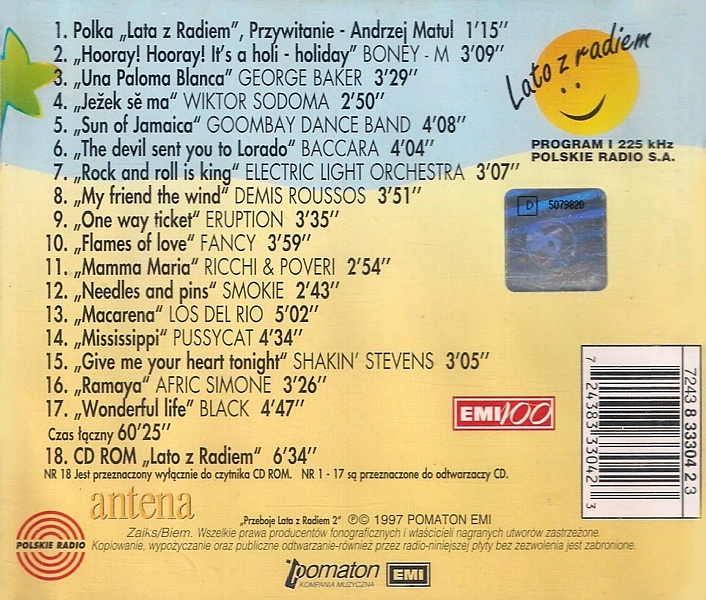 1. Polka „Lata z Radiem”, Przywitanie - Andrzej Matul 1’15’’
2. „Hooray! Hooray! It’s a holi - holiday” BONEY - M 3’09’’
3. „Una Paloma Blanca“ GEORGE BAKER 3’29’’
4. „Ježek sě ma“ WIKTOR SODOMA 2’50’’
5. „Sun of Jamaica“ GOOMBAY DANCE BAND 4’08’’
6. „The devil sent you to Lorado“ BACCARA 4’04’’
7. „Rock and roll is king“ ELECTRIC LIGHT ORCHESTRA 3’07’’
8. „My friend the wind“ DEMIS ROUSSOS 3’51’’
9. „One way ticket“ ERUPTION 3’35’’
10. „Flames of love“ FANCY 3’59’’
11. „Mamma Maria“ RICCHI & POVERI 2’54’’
12. „Needles and pins“ SMOKIE 2’43’’
13. „Macarena“ LOS DEL RIO 5’02’’
14. „Mississippi“ PUSSYCAT 4’34’’
15. „Give me your heart tonight“ SHAKIN’ STEVENS 3’05’’
16. „Ramaya“ AFRIC SIMONE 3’26’’
17. „Wonderful life“ BLACK 4’47’’
Czas łączny 60’25’’
18. CD ROM „Lato z Radiem“ 6’34’’
NR 18 Jest przeznaczony wyłącznie do czytnika CD ROM. NR 1 - 17 są przeznaczone do odtwarzaczy CD.
Lato z radiem
PROGRAM I 225 kHz
POLSKIE RADIO S.A.
D 5079820
EMI 100
7243 8 33304 2 3
7 24383 33042 3
antena
POLSKIE RADIO
„Przeboje Lata z Radiem 2“ ℗© 1997 POMATON EMI
Zaiks/Biem. Wszelkie prawa producentów fonograficznych i właścicieli nagranych utworów zastrzeżone.
Kopiowanie, wypożyczanie oraz publiczne odtwarzanie-również przez radio-niniejszej płyty bez zezwolenia jest zabronione.
pomaton EMI
KOMPANIA MUZYCZNA